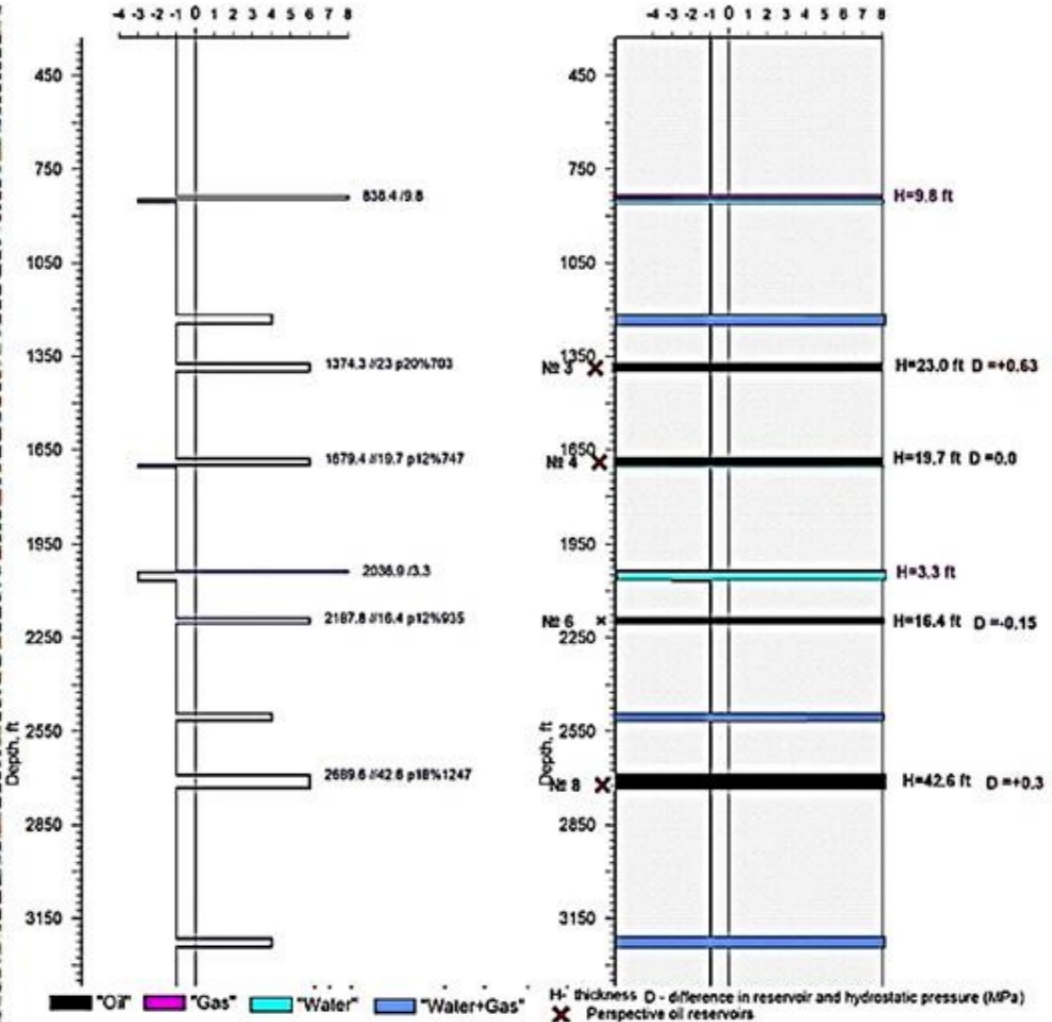 -4 -3 -2 -1 0 1 2 3 4 5 6 7 8
-4 -3 -2 -1 0 1 2 3 4 5 6 7 8
450
750
1050
1350
1650
1950
2250
2550
2850
3150
Depth, ft
838.4 /9.8
1374.3 //23 p20%703
1679.4 //19.7 p12%747
2036.9 /3.3
2187.8 //16.4 p12%935
2689.6 //42.6 p18%1247
450
750
1050
1350
1650
1950
2250
2550
2850
3150
Depth, ft
H=9.8 ft
№ 3 H=23.0 ft D =+0.63
№ 4 H=19.7 ft D =0.0
H=3.3 ft
№ 6 H=16.4 ft D =-0.15
№ 8 H=42.6 ft D =+0.3
"Oil" "Gas" "Water" "Water+Gas"
H- thickness D - difference in reservoir and hydrostatic pressure (MPa)
Perspective oil reservoirs